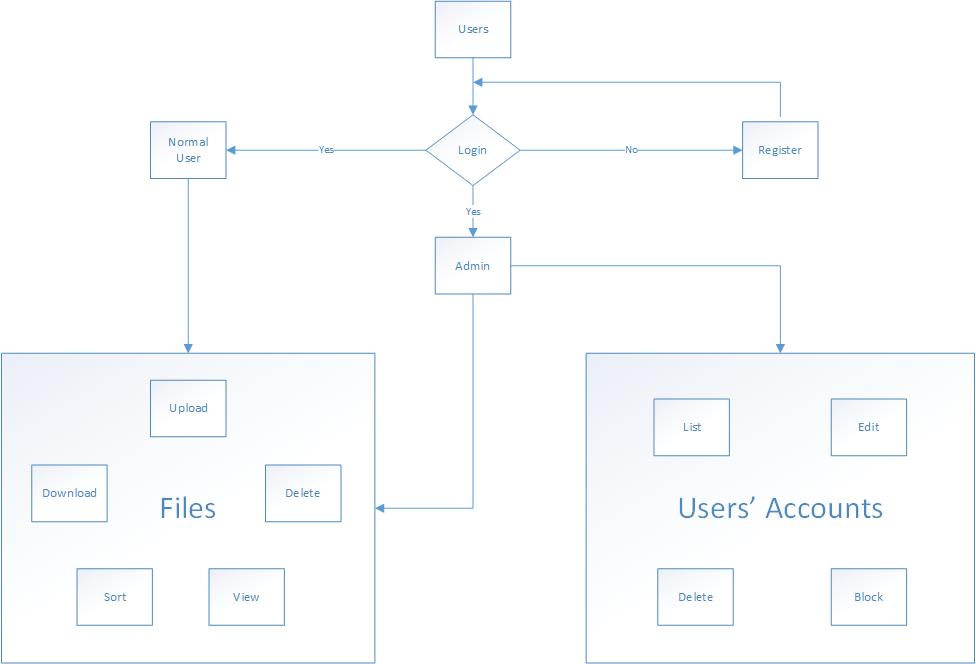 Users
Normal
User
Yes
Login
No
Register
Yes
Admin
Upload
Download
Delete
Files
Sort
View
List
Edit
Users’ Accounts
Delete
Block